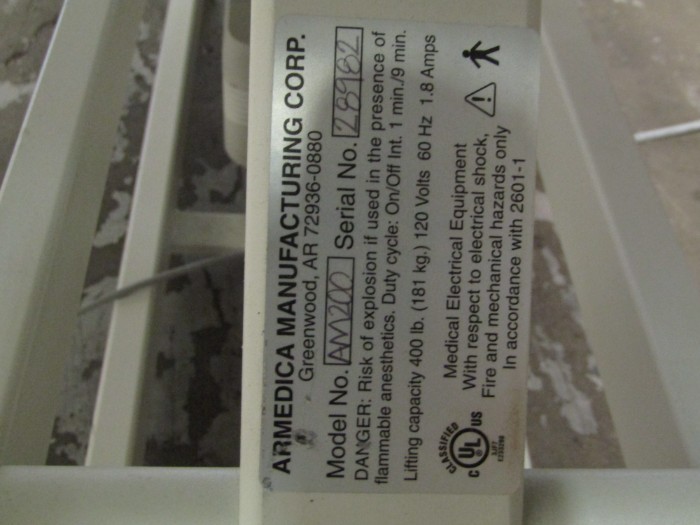 ARMEDICA MANUFACTURING CORP.
Greenwood, AR 72936-0880
Model No. AM200 Serial No. 28982
DANGER: Risk of explosion if used in the presence of
flammable anesthetics. Duty cycle: On/Off Int. 1 min./9 min.
Lifting capacity 400 lb. (181 kg.) 120 Volts 60 Hz 1.8 Amps
Medical Electrical Equipment
With respect to electrical shock,
Fire and mechanical hazards only
In accordance with 2601-1
CLASSIFIED
C UL US